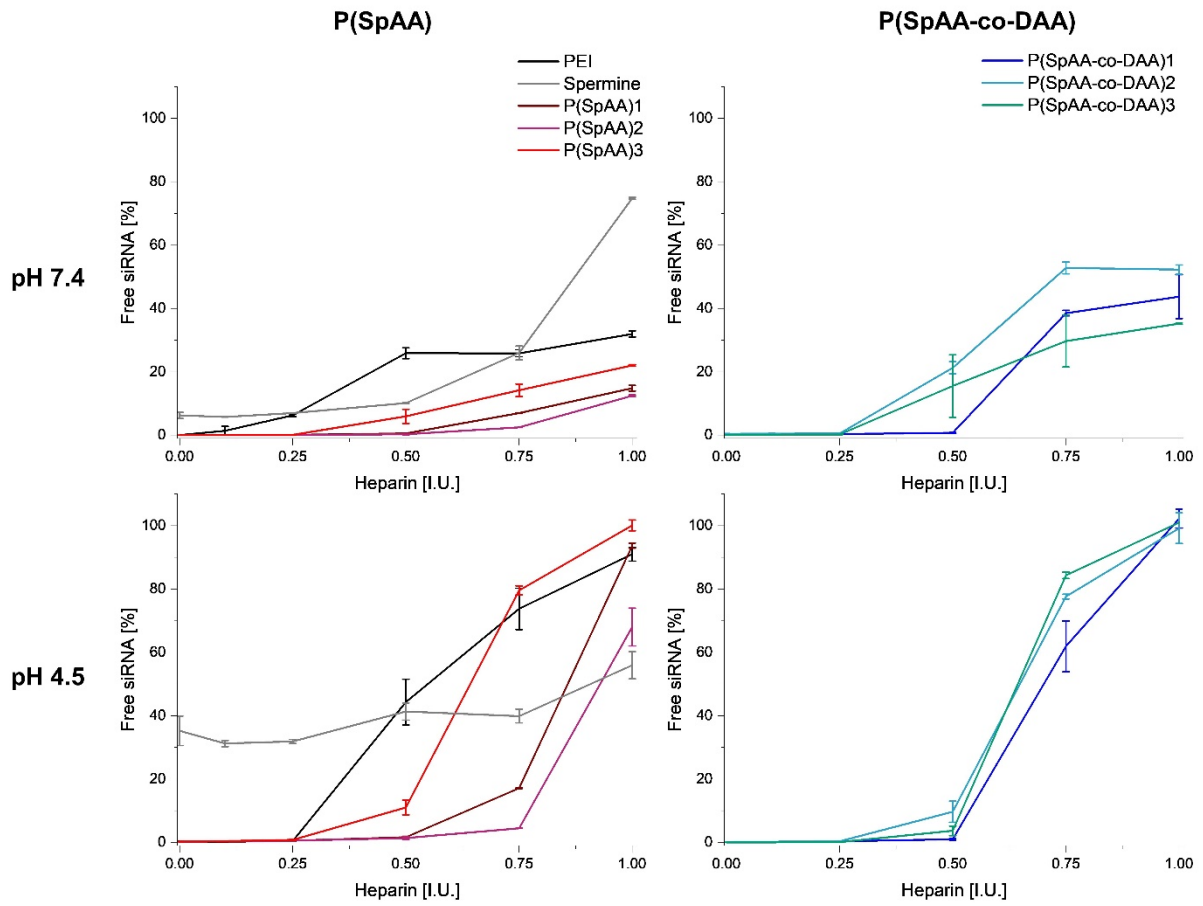 P(SpAA)
P(SpAA-co-DAA)
PEI
Spermine
P(SpAA)1
P(SpAA)2
P(SpAA)3
P(SpAA-co-DAA)1
P(SpAA-co-DAA)2
P(SpAA-co-DAA)3
pH 7.4
Free siRNA [%]
100
80
60
40
20
0
0.00 0.25 0.50 0.75 1.00
Heparin [I.U.]
Free siRNA [%]
100
80
60
40
20
0
0.00 0.25 0.50 0.75 1.00
Heparin [I.U.]
pH 4.5
Free siRNA [%]
100
80
60
40
20
0
0.00 0.25 0.50 0.75 1.00
Heparin [I.U.]
Free siRNA [%]
100
80
60
40
20
0
0.00 0.25 0.50 0.75 1.00
Heparin [I.U.]